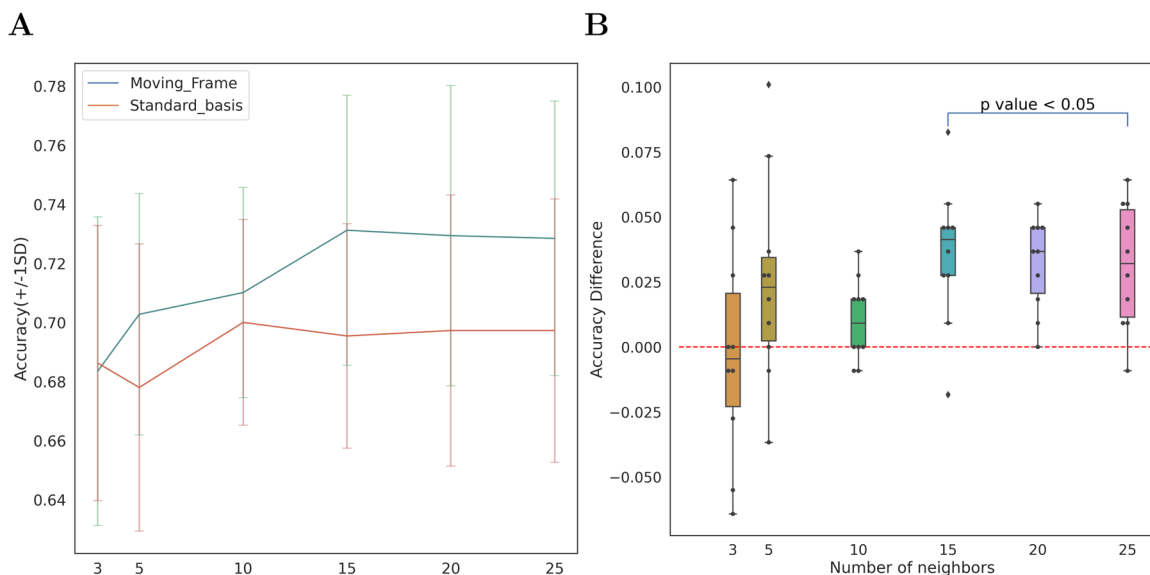 A
Accuracy(+/-1SD)
0.78
0.76
0.74
0.72
0.70
0.68
0.66
0.64
Moving_Frame
Standard_basis
3 5 10 15 20 25
B
Accuracy Difference
0.100
0.075
0.050
0.025
0.000
−0.025
−0.050
p value < 0.05
3 5 10 15 20 25
Number of neighbors